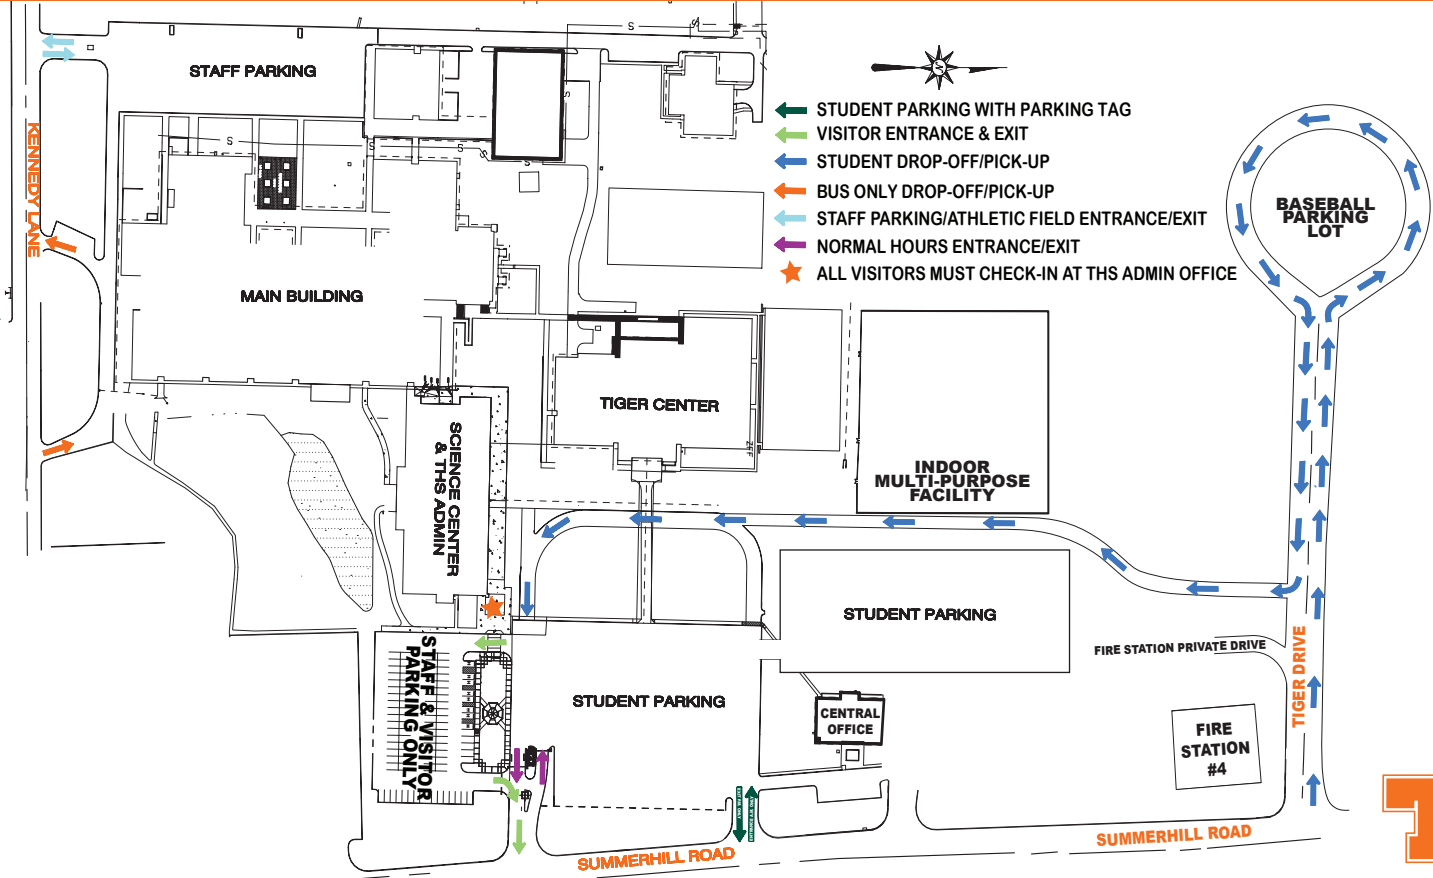 STAFF PARKING
KENNEDY LANE
MAIN BUILDING
S
S
S
S
S
S
STUDENT PARKING WITH PARKING TAG
VISITOR ENTRANCE & EXIT
STUDENT DROP-OFF/PICK-UP
BUS ONLY DROP-OFF/PICK-UP
STAFF PARKING/ATHLETIC FIELD ENTRANCE/EXIT
NORMAL HOURS ENTRANCE/EXIT
ALL VISITORS MUST CHECK-IN AT THS ADMIN OFFICE
BASEBALL
PARKING
LOT
TIGER CENTER
SCIENCE CENTER
& THS ADMIN
INDOOR
MULTI-PURPOSE
FACILITY
STUDENT PARKING
FIRE STATION PRIVATE DRIVE
TIGER DRIVE
STAFF & VISITOR
PARKING ONLY
STUDENT PARKING
CENTRAL
OFFICE
FIRE
STATION
#4
SUMMERHILL ROAD
SUMMERHILL ROAD
T